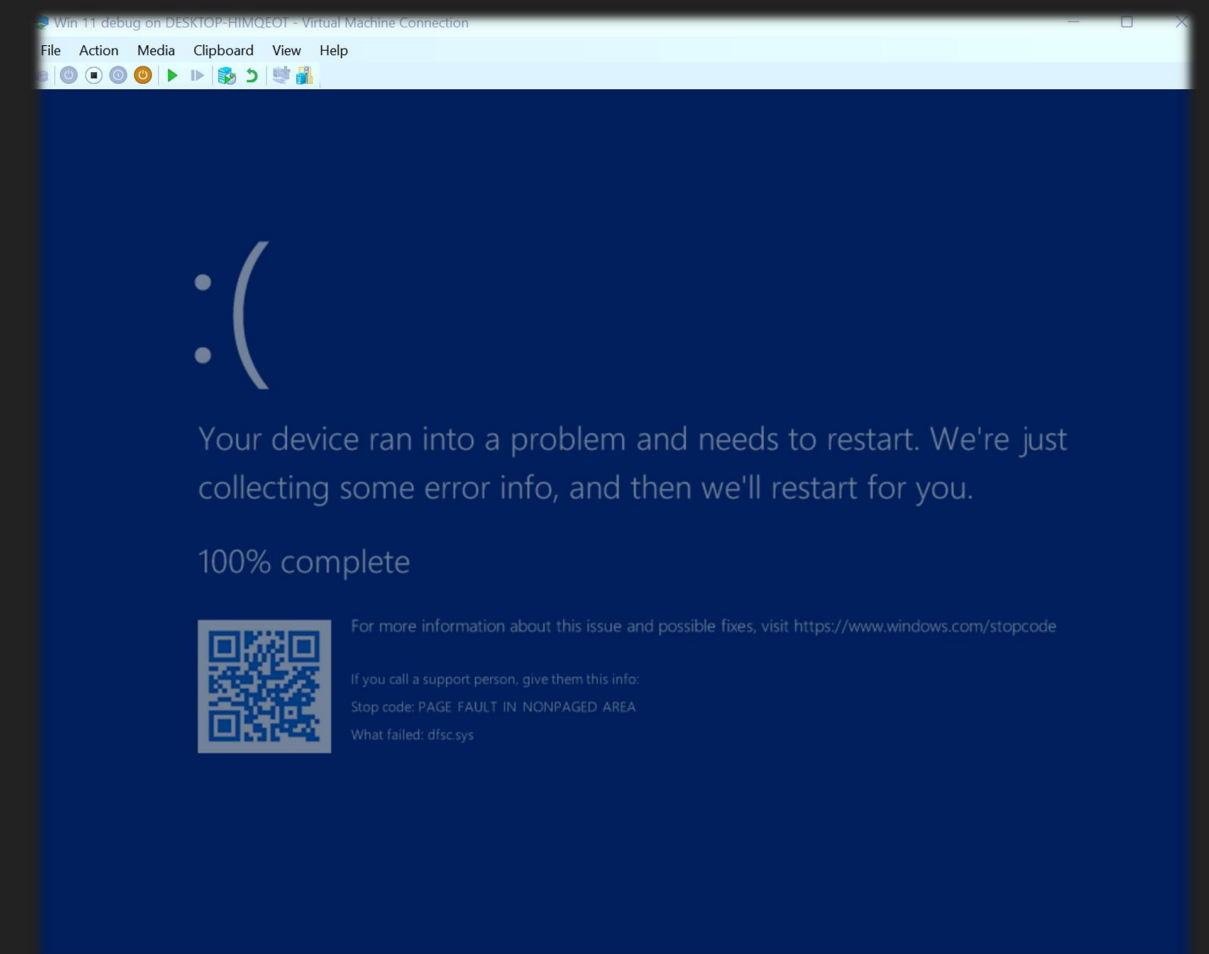 Win 11 debug on DESKTOP-HIMQEOT - Virtual Machine Connection
File Action Media Clipboard View Help
:(
Your device ran into a problem and needs to restart. We're just
collecting some error info, and then we'll restart for you.
100% complete
For more information about this issue and possible fixes, visit https://www.windows.com/stopcode
If you call a support person, give them this info:
Stop code: PAGE FAULT IN NONPAGED AREA
What failed: dfsc.sys